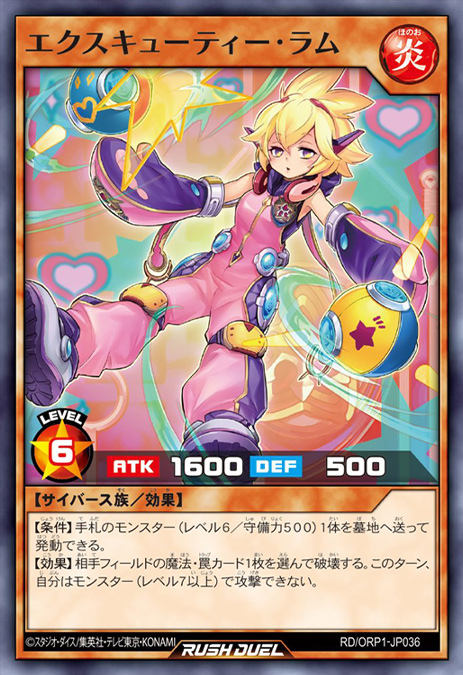 エクスキューティー・ラム
ほのお
炎
LEVEL
6
ATK 1600 DEF 500
【サイバース族/効果】
【条件】手札のモンスター(レベル6/守備力500)1体を墓地へ送って
発動できる。
【効果】相手フィールドの魔法・罠カード1枚を選んで破壊する。このターン、
自分はモンスター(レベル7以上)で攻撃できない。
©スタジオ・ダイス/集英社・テレビ東京・KONAMI
RUSH DUEL
RD/ORP1-JP036